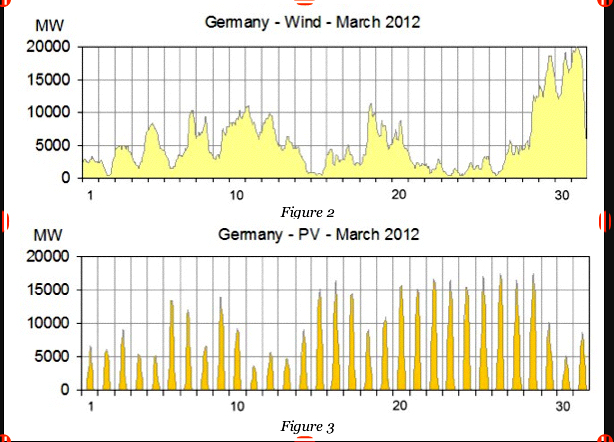 Germany - Wind - March 2012
MW
20000
15000
10000
5000
0
1 10 20 30
Figure 2
Germany - PV - March 2012
MW
20000
15000
10000
5000
0
1 10 20 30
Figure 3